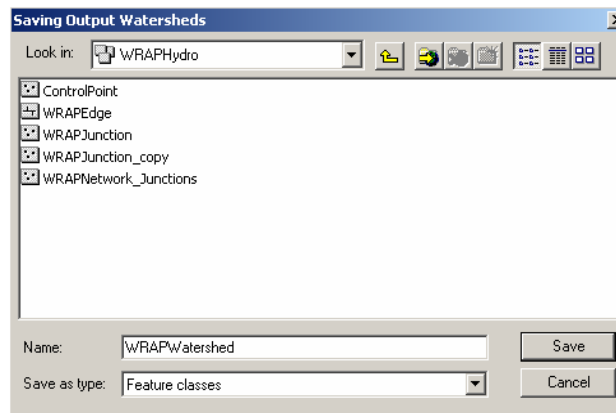 Saving Output Watersheds
Look in: WRAPHydro
ControlPoint
WRAPEdge
WRAPJunction
WRAPJunction_copy
WRAPNetwork_Junctions
Name: WRAPWatershed Save
Save as type: Feature classes Cancel